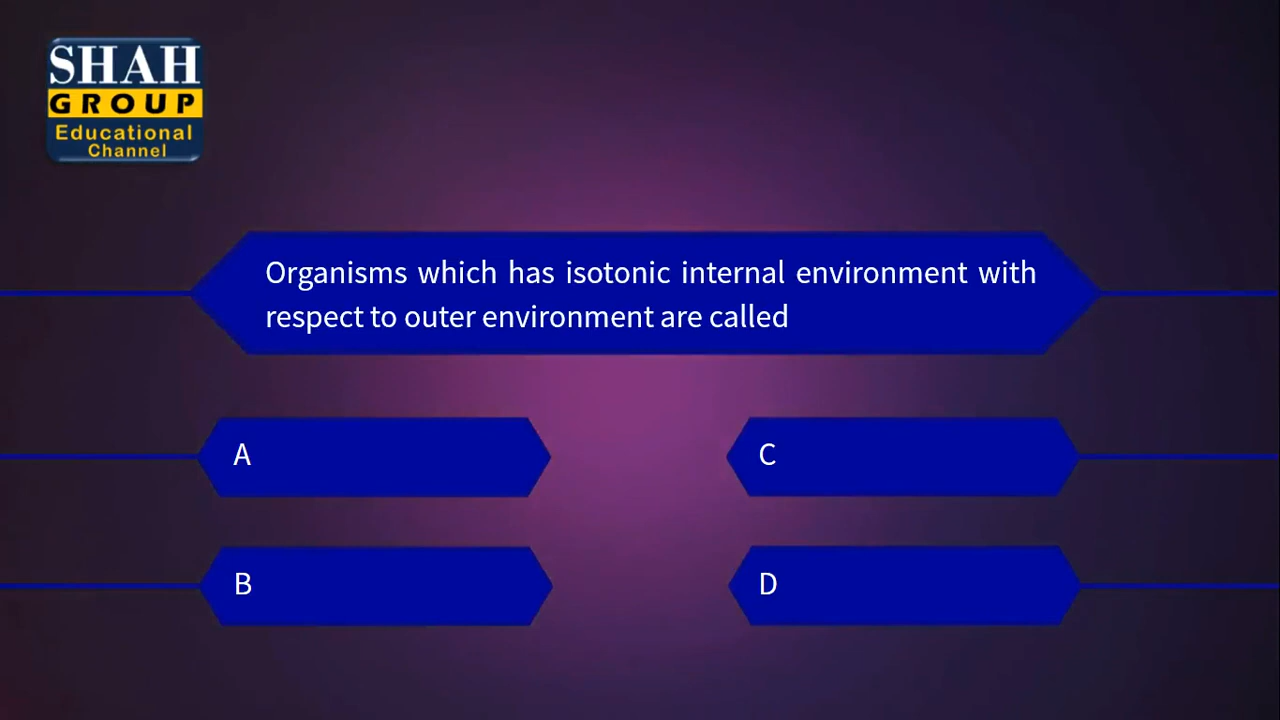 SHAH
GROUP
Educational
Channel
Organisms which has isotonic internal environment with
respect to outer environment are called
A
C
B
D